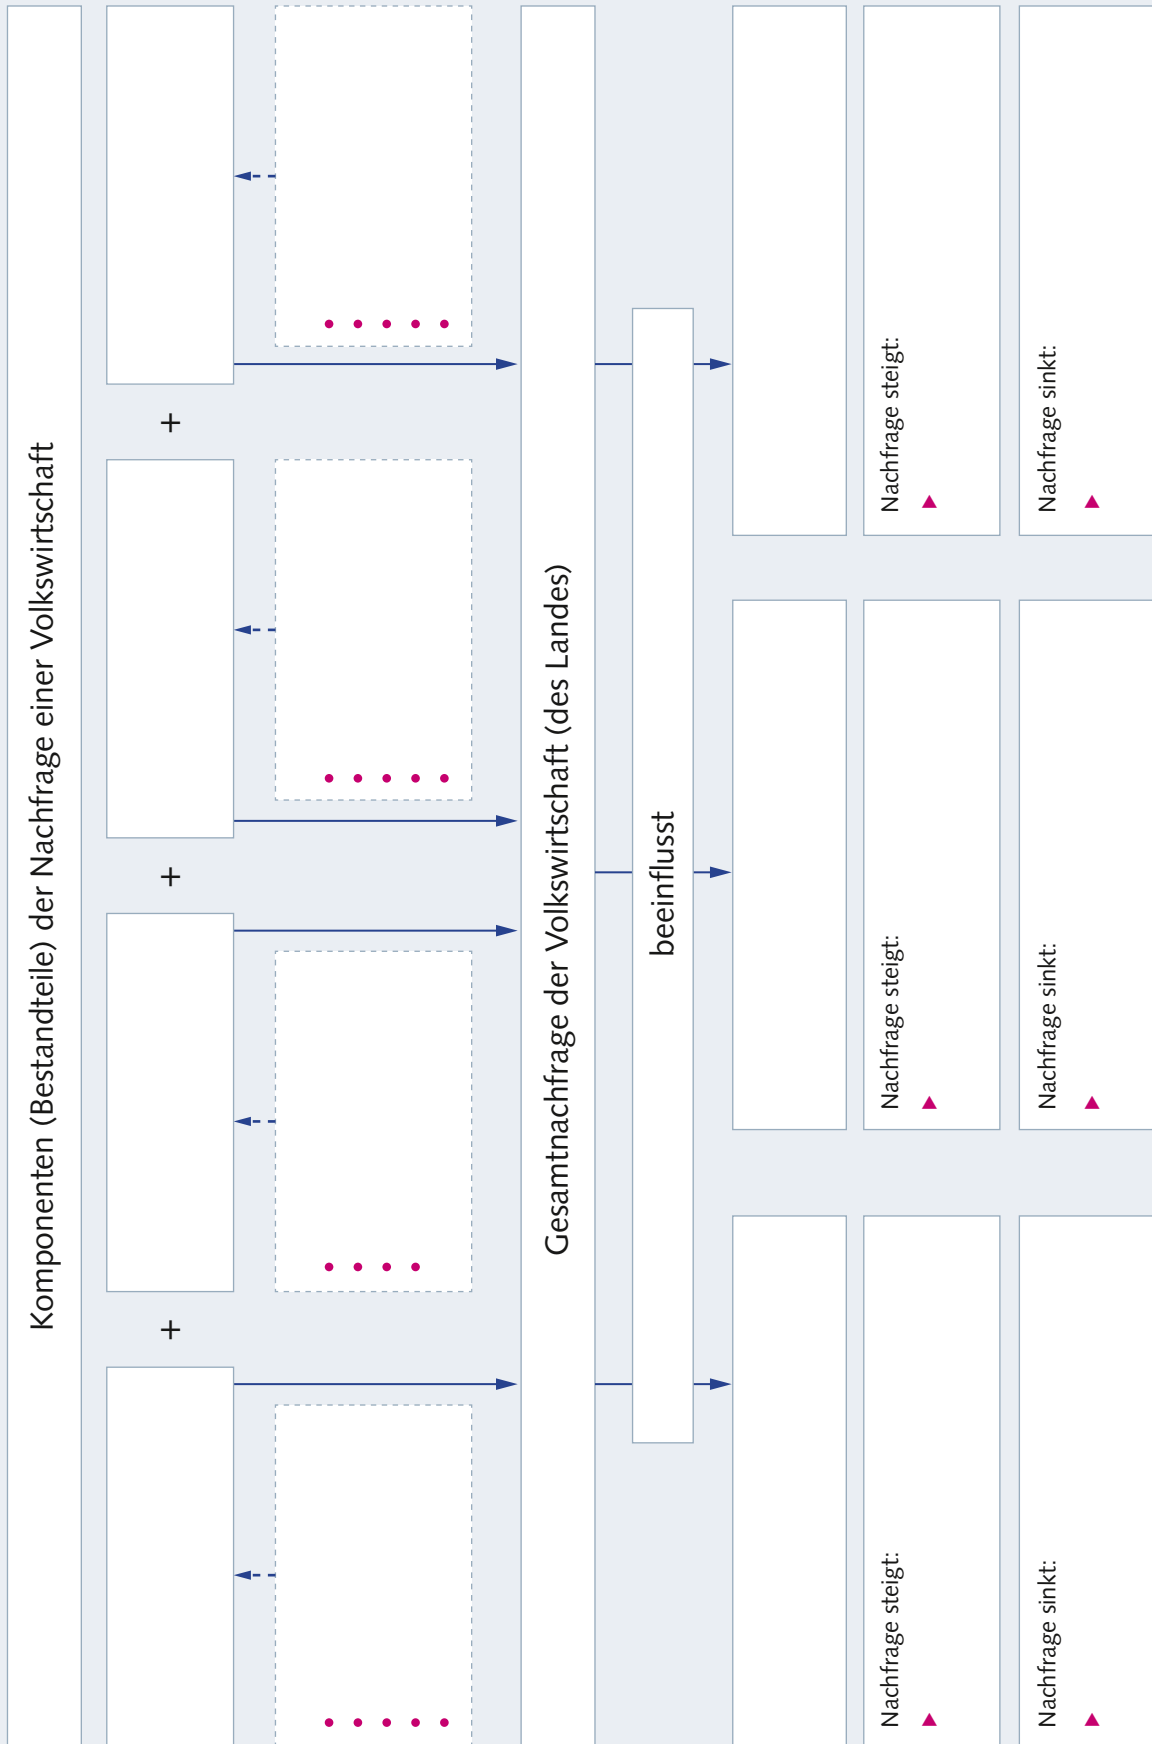 Komponenten (Bestandteile) der Nachfrage einer Volkswirtschaft
+
+
+
Gesamtnachfrage der Volkswirtschaft (des Landes)
beeinflusst
Nachfrage steigt:
Nachfrage steigt:
Nachfrage steigt:
Nachfrage sinkt:
Nachfrage sinkt:
Nachfrage sinkt: